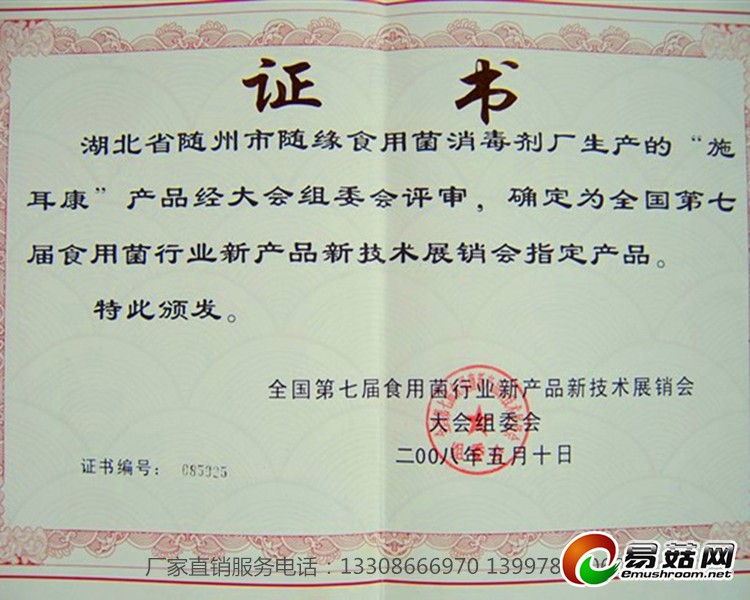 证 书
湖北省随州市随缘食用菌消毒剂厂生产的“施
耳康”产品经大会组委会评审，确定为全国第七
届食用菌行业新产品新技术展销会指定产品。
特此颁发。
全国第七届食用菌行业新产品新技术展销会
大会组委会
二00八年五月十日
证书编号： 085325
厂家直销服务电话：13308666970 139978
易菇网
emushroom.net